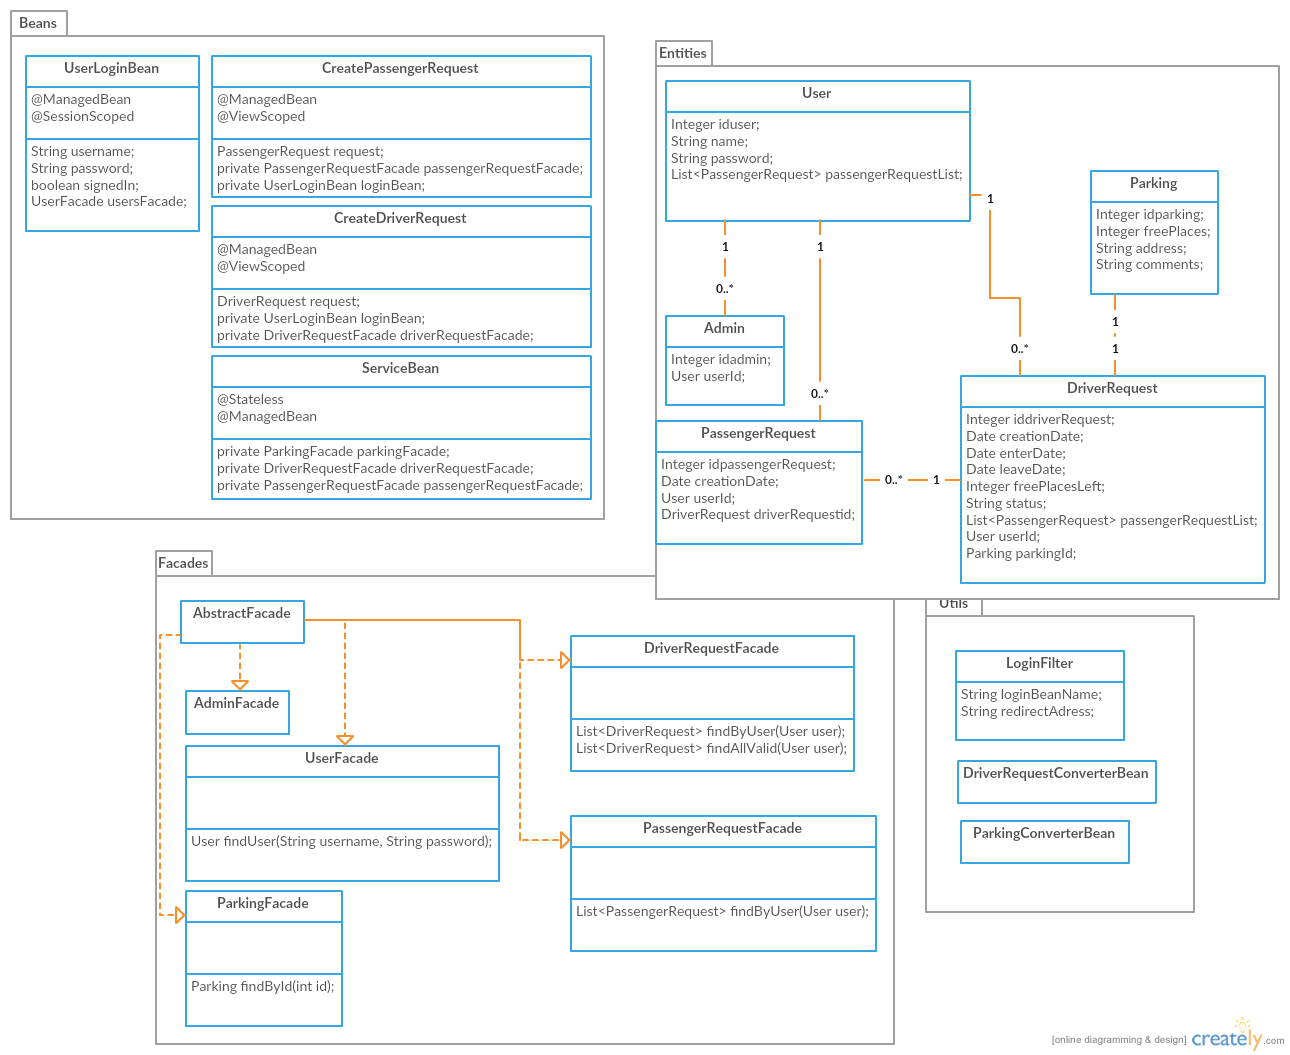 Beans
UserLoginBean
@ManagedBean
@SessionScoped
String username;
String password;
boolean signedIn;
UserFacade usersFacade;
CreatePassengerRequest
@ManagedBean
@ViewScoped
PassengerRequest request;
private PassengerRequestFacade passengerRequestFacade;
private UserLoginBean loginBean;
CreateDriverRequest
@ManagedBean
@ViewScoped
DriverRequest request;
private UserLoginBean loginBean;
private DriverRequestFacade driverRequestFacade;
ServiceBean
@Stateless
@ManagedBean
private ParkingFacade parkingFacade;
private DriverRequestFacade driverRequestFacade;
private PassengerRequestFacade passengerRequestFacade;
Entities
User
Integer iduser;
String name;
String password;
List<PassengerRequest> passengerRequestList;
1
1
1
0..*
0..*
0..*
Parking
Integer idparking;
Integer freePlaces;
String address;
String comments;
1
1
Admin
Integer idadmin;
User userId;
PassengerRequest
Integer idpassengerRequest;
Date creationDate;
User userId;
DriverRequest driverRequestid;
0..*
1
DriverRequest
Integer iddriverRequest;
Date creationDate;
Date enterDate;
Date leaveDate;
Integer freePlacesLeft;
String status;
List<PassengerRequest> passengerRequestList;
User userId;
Parking parkingId;
Facades
AbstractFacade
AdminFacade
UserFacade
User findUser(String username, String password);
ParkingFacade
Parking findById(int id);
DriverRequestFacade
List<DriverRequest> findByUser(User user);
List<DriverRequest> findAllValid(User user);
PassengerRequestFacade
List<PassengerRequest> findByUser(User user);
Utils
LoginFilter
String loginBeanName;
String redirectAdress;
DriverRequestConverterBean
ParkingConverterBean
[online diagramming & design] creately.com